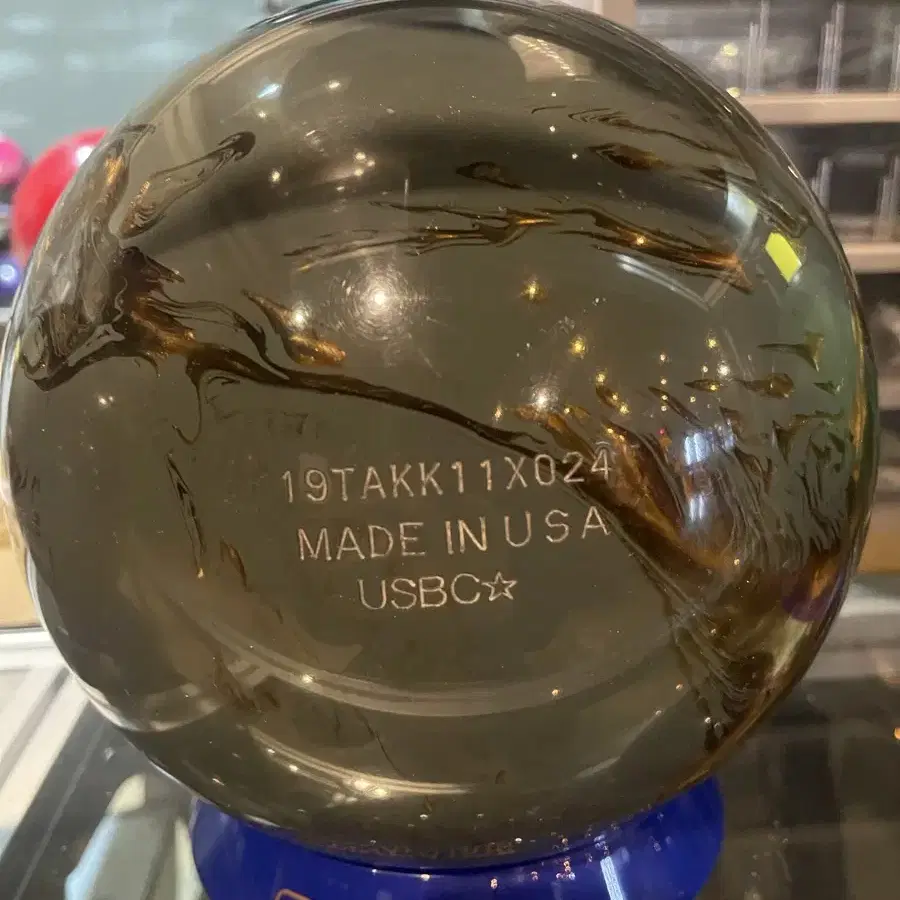 19TAKK11X024
MADE IN USA
USBC☆